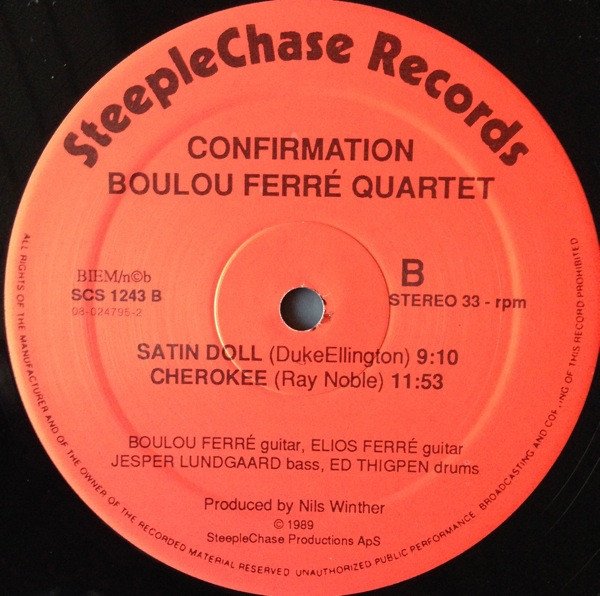 SteepleChase Records
CONFIRMATION
BOULOU FERRÉ QUARTET
BIEM/n©b
SCS 1243 B
08-024795-2
B
STEREO 33 - rpm
SATIN DOLL (DukeEllington) 9:10
CHEROKEE (Ray Noble) 11:53
BOULOU FERRÉ guitar, ELIOS FERRÉ guitar
JESPER LUNDGAARD bass, ED THIGPEN drums
Produced by Nils Winther
© 1989
SteepleChase Productions ApS
ALL RIGHTS OF THE MANUFACTURER AND OF THE OWNER OF THE RECORDED MATERIAL RESERVED UNAUTHORIZED PUBLIC PERFORMANCE, BROADCASTING AND OF THIS RECORD PROHIBITED